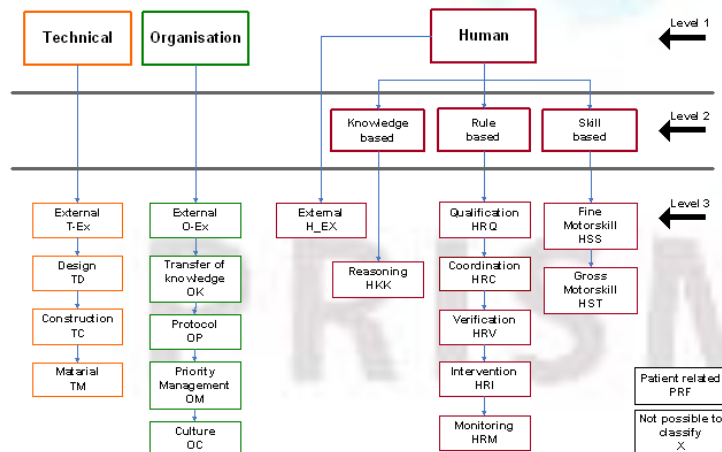 Level 1
Technical
Organisation
Human
Level 2
Knowledge
based
Rule
based
Skill
based
Level 3
External
T-Ex
External
O-Ex
External
H_EX
Qualification
HRQ
Fine
Motorskill
HSS
Design
TD
Transfer of
knowledge
OK
Reasoning
HKK
Coordination
HRC
Gross
Motorskill
HST
Construction
TC
Protocol
OP
Verification
HRV
Matarial
TM
Priority
Management
OM
Intervention
HRI
Patient related
PRF
Culture
OC
Monitoring
HRM
Not possible to
classify
X
PRISM